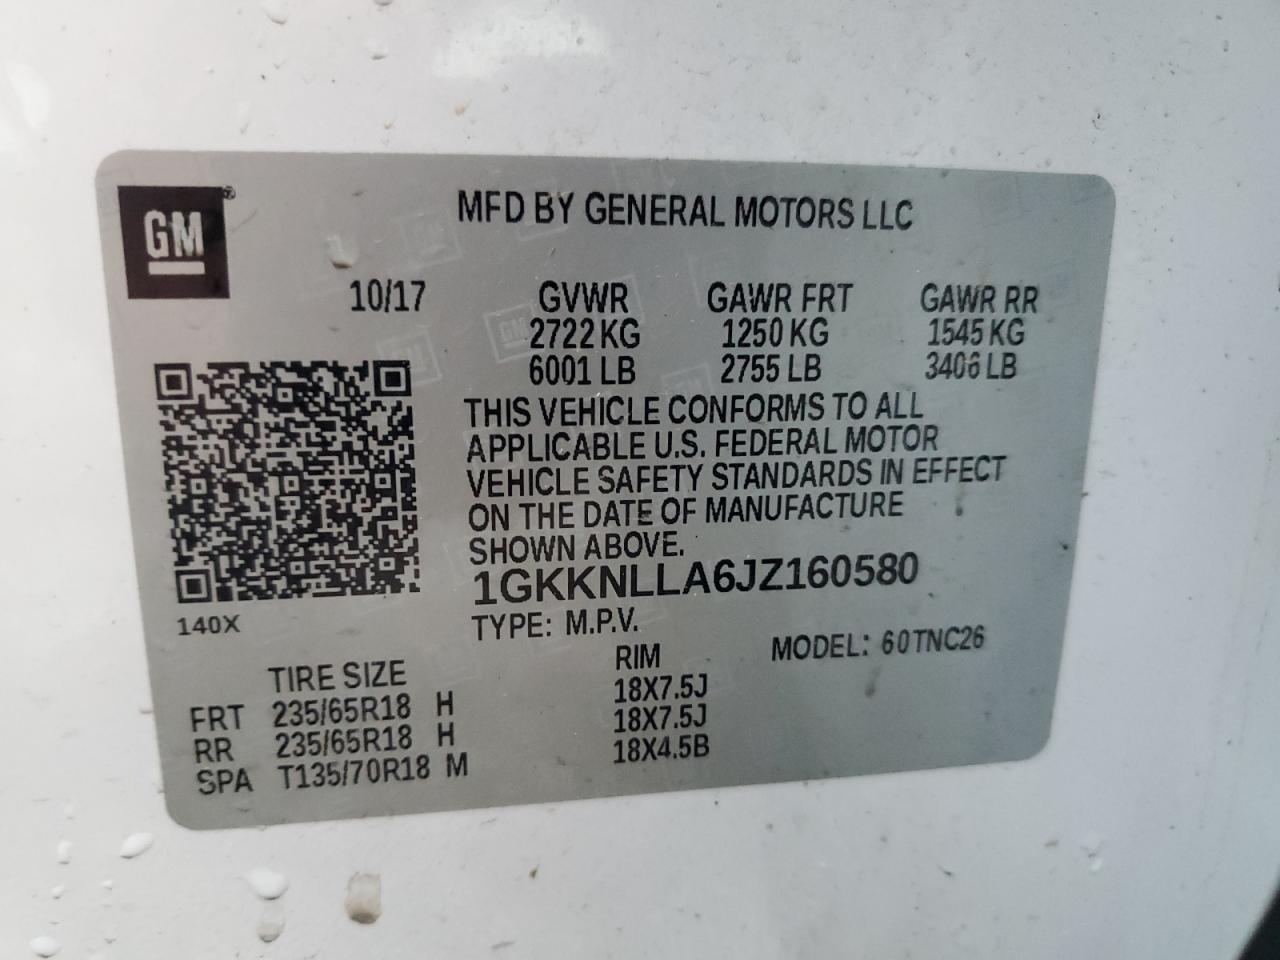 GM ®
MFD BY GENERAL MOTORS LLC
10/17 GVWR GAWR FRT GAWR RR
2722 KG 1250 KG 1545 KG
6001 LB 2755 LB 3406 LB
THIS VEHICLE CONFORMS TO ALL
APPLICABLE U.S. FEDERAL MOTOR
VEHICLE SAFETY STANDARDS IN EFFECT
ON THE DATE OF MANUFACTURE
SHOWN ABOVE.
1GKKNLLA6JZ160580
140X
TYPE: M.P.V. MODEL: 60TNC26
TIRE SIZE RIM
FRT 235/65R18 H 18X7.5J
RR 235/65R18 H 18X7.5J
SPA T135/70R18 M 18X4.5B